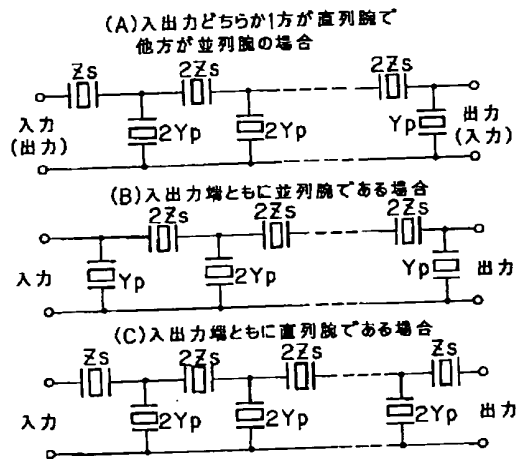 (A)入出力どちらか1方が直列腕で
他方が並列腕の場合
Zs 2Zs 2Zs
入力
(出力)
2Yp 2Yp Yp
出力
(入力)
(B)入出力端ともに並列腕である場合
2Zs 2Zs 2Zs
入力 Yp 2Yp Yp 出力
(C)入出力端ともに直列腕である場合
Zs 2Zs 2Zs Zs
入力 2Yp 2Yp 2Yp 出力